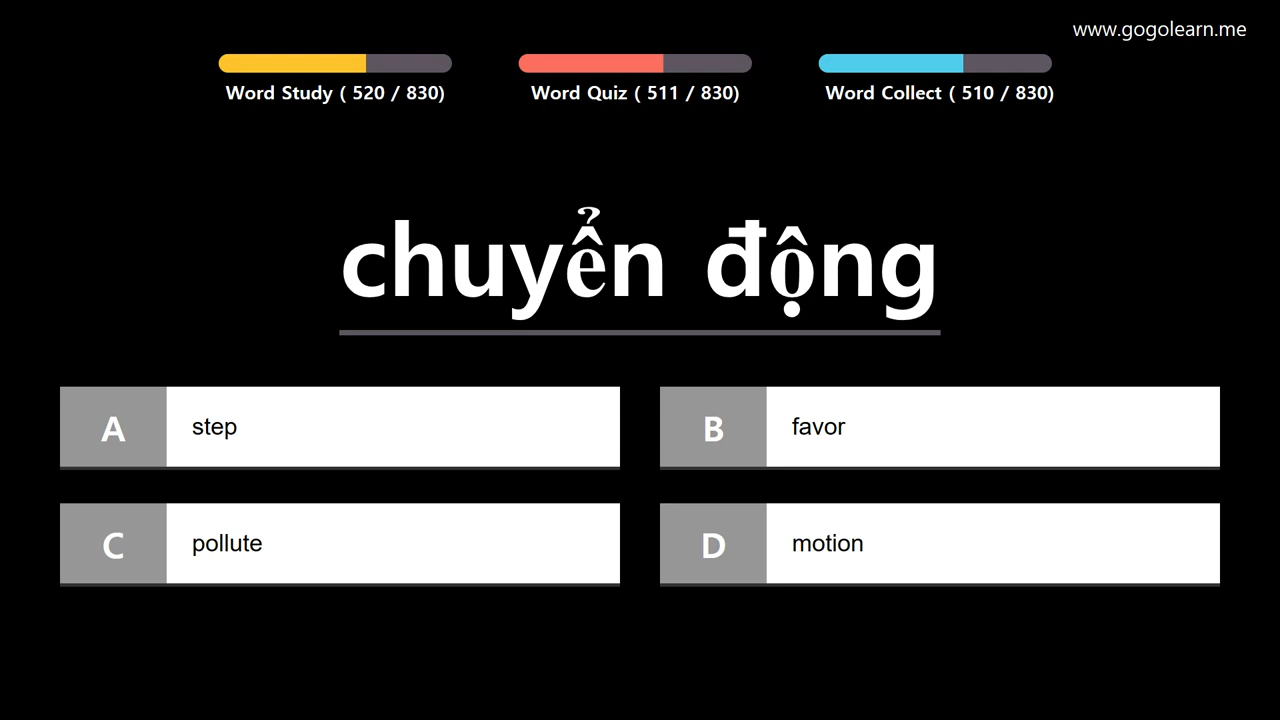 www.gogolearn.me
Word Study ( 520 / 830)
Word Quiz ( 511 / 830)
Word Collect ( 510 / 830)
chuyển động
A step
B favor
C pollute
D motion